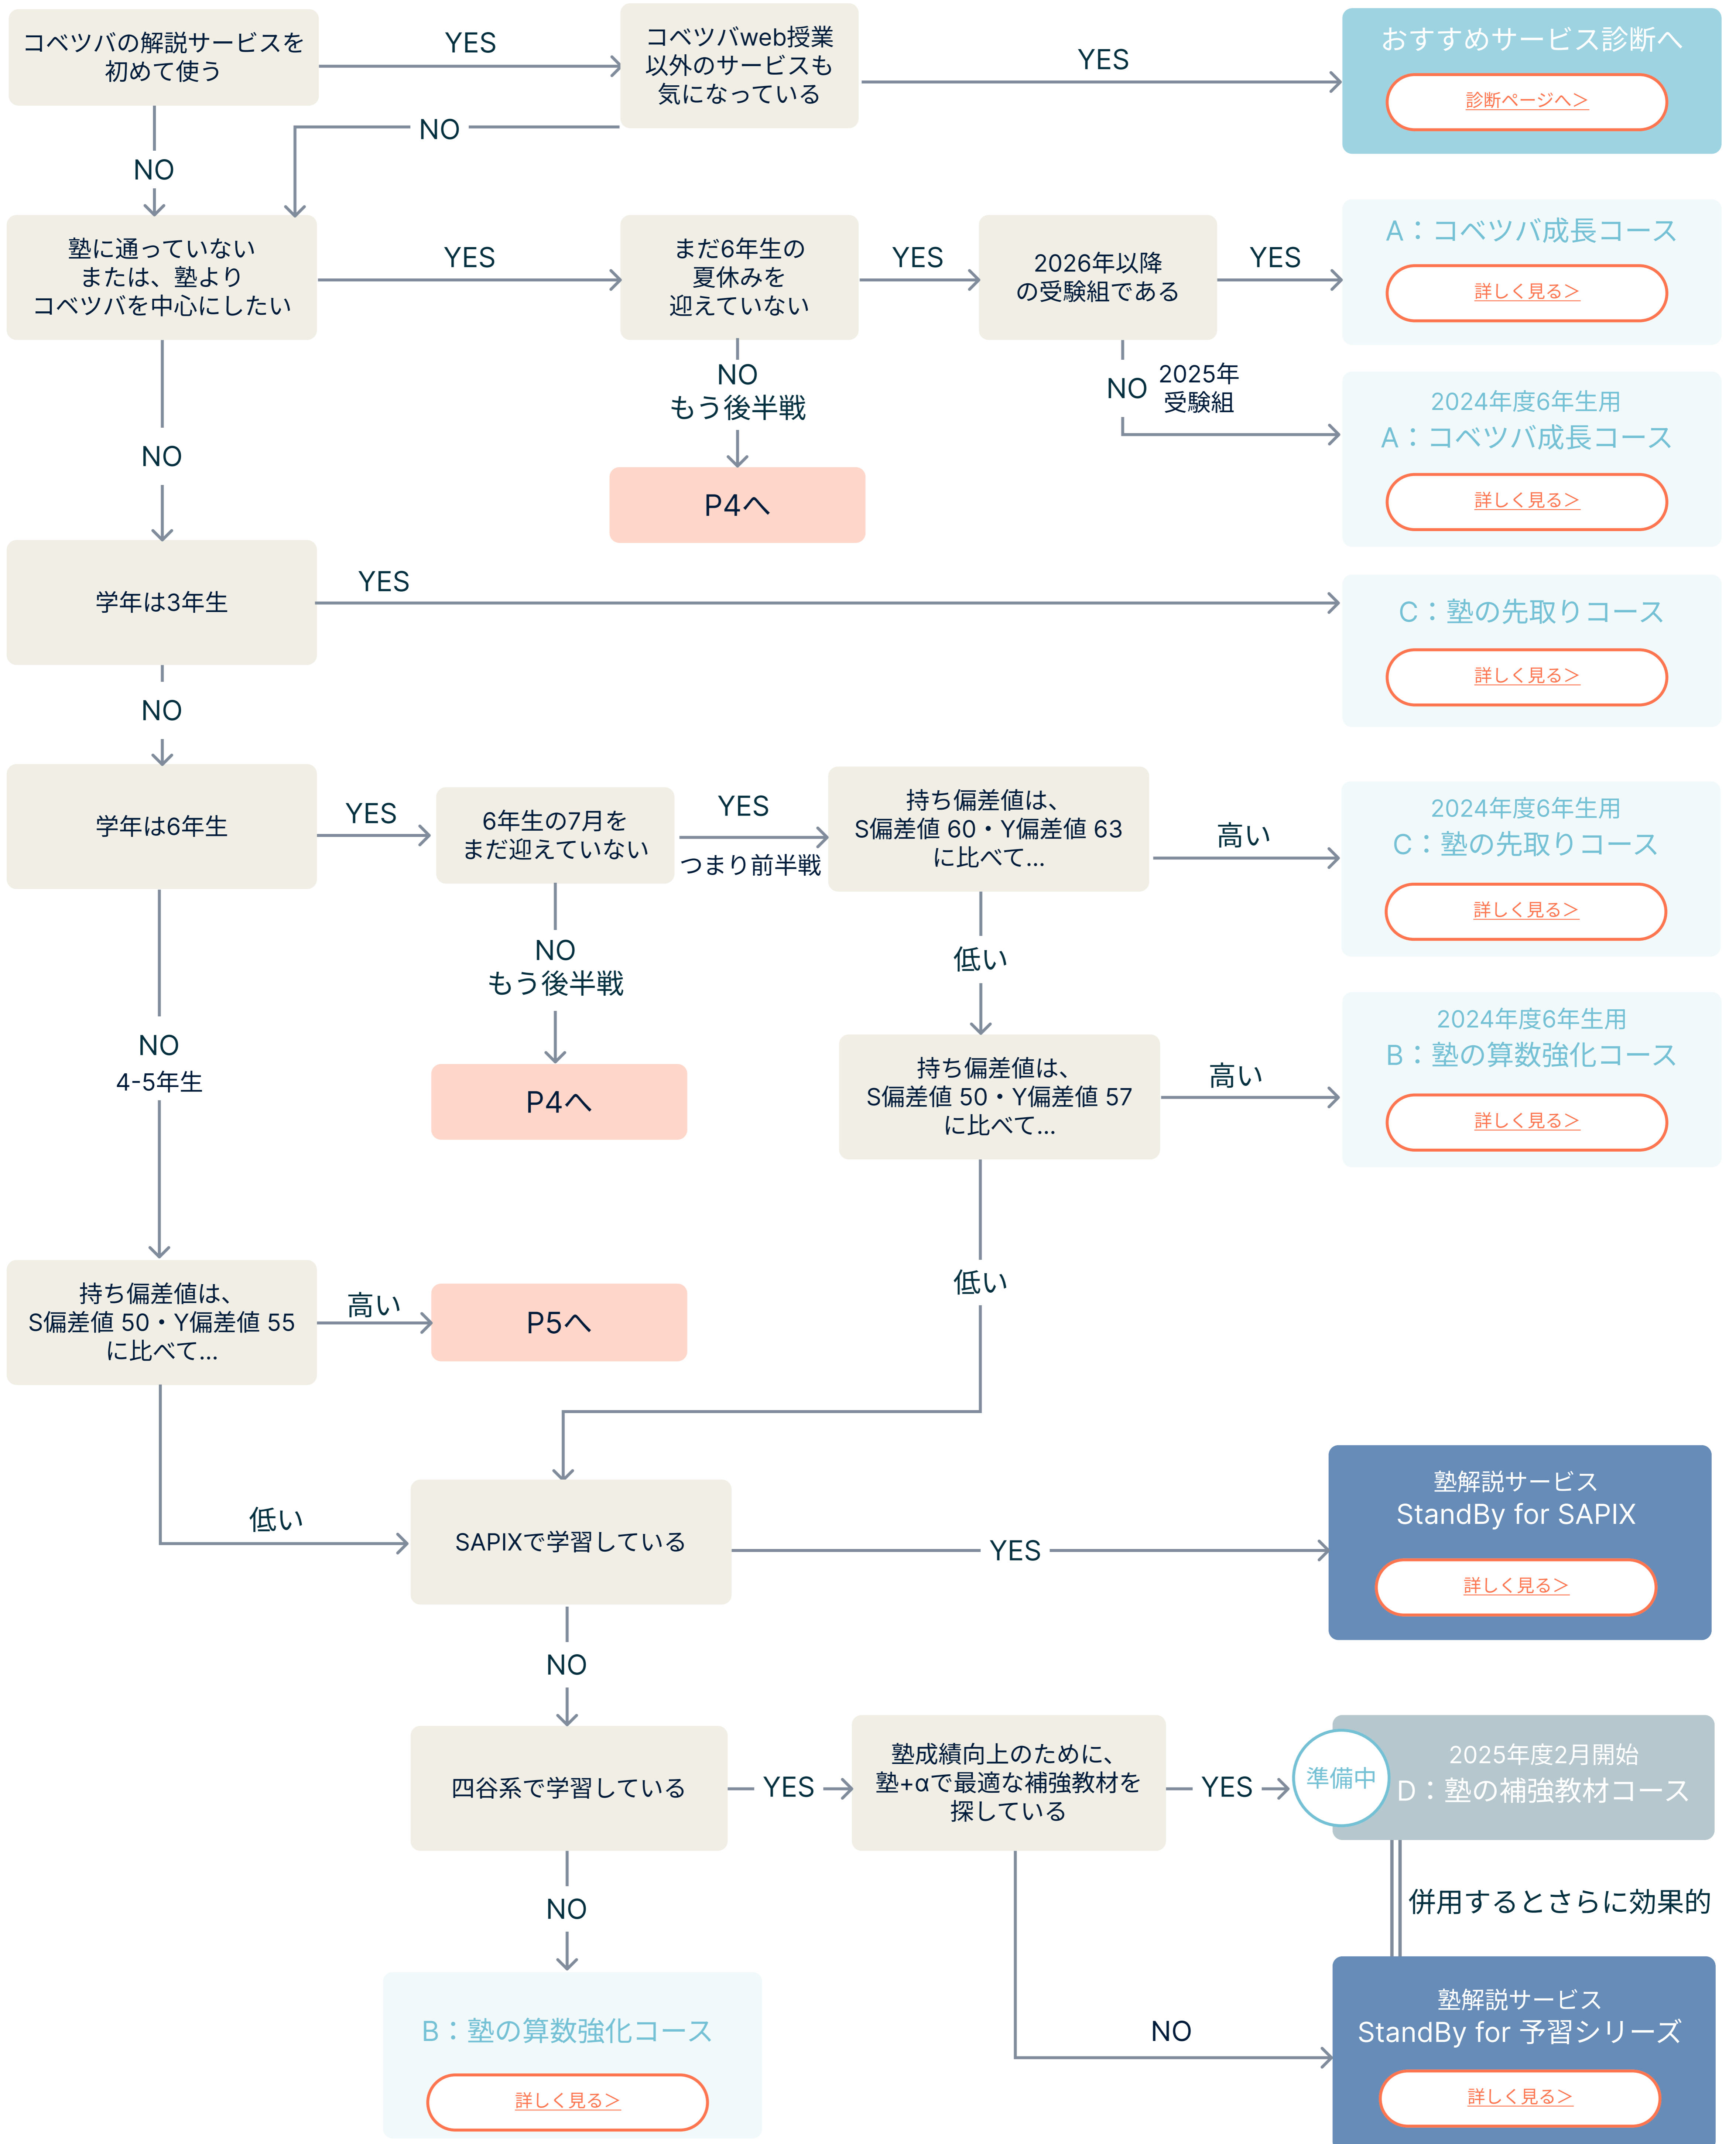 コベツバの解説サービスを
初めて使う
YES
コベツバweb授業
以外のサービスも
気になっている
YES
おすすめサービス診断へ
診断ページへ＞
NO
NO
塾に通っていない
または、塾より
コベツバを中心にしたい
YES
まだ6年生の
夏休みを
迎えていない
YES
2026年以降
の受験組である
YES
A：コベツバ成長コース
詳しく見る＞
NO
もう後半戦
P4へ
NO
2025年
受験組
2024年度6年生用
A：コベツバ成長コース
詳しく見る＞
NO
学年は3年生
YES
C：塾の先取りコース
詳しく見る＞
NO
学年は6年生
YES
6年生の7月を
まだ迎えていない
YES
つまり前半戦
持ち偏差値は、
S偏差値 60・Y偏差値 63
に比べて...
高い
2024年度6年生用
C：塾の先取りコース
詳しく見る＞
NO
もう後半戦
P4へ
低い
持ち偏差値は、
S偏差値 50・Y偏差値 57
に比べて...
高い
2024年度6年生用
B：塾の算数強化コース
詳しく見る＞
NO
4-5年生
持ち偏差値は、
S偏差値 50・Y偏差値 55
に比べて...
高い
P5へ
低い
低い
SAPIXで学習している
YES
塾解説サービス
StandBy for SAPIX
詳しく見る＞
NO
四谷系で学習している
YES
塾成績向上のために、
塾+αで最適な補強教材を
探している
YES
準備中
2025年度2月開始
D：塾の補強教材コース
併用するとさらに効果的
NO
B：塾の算数強化コース
詳しく見る＞
NO
塾解説サービス
StandBy for 予習シリーズ
詳しく見る＞